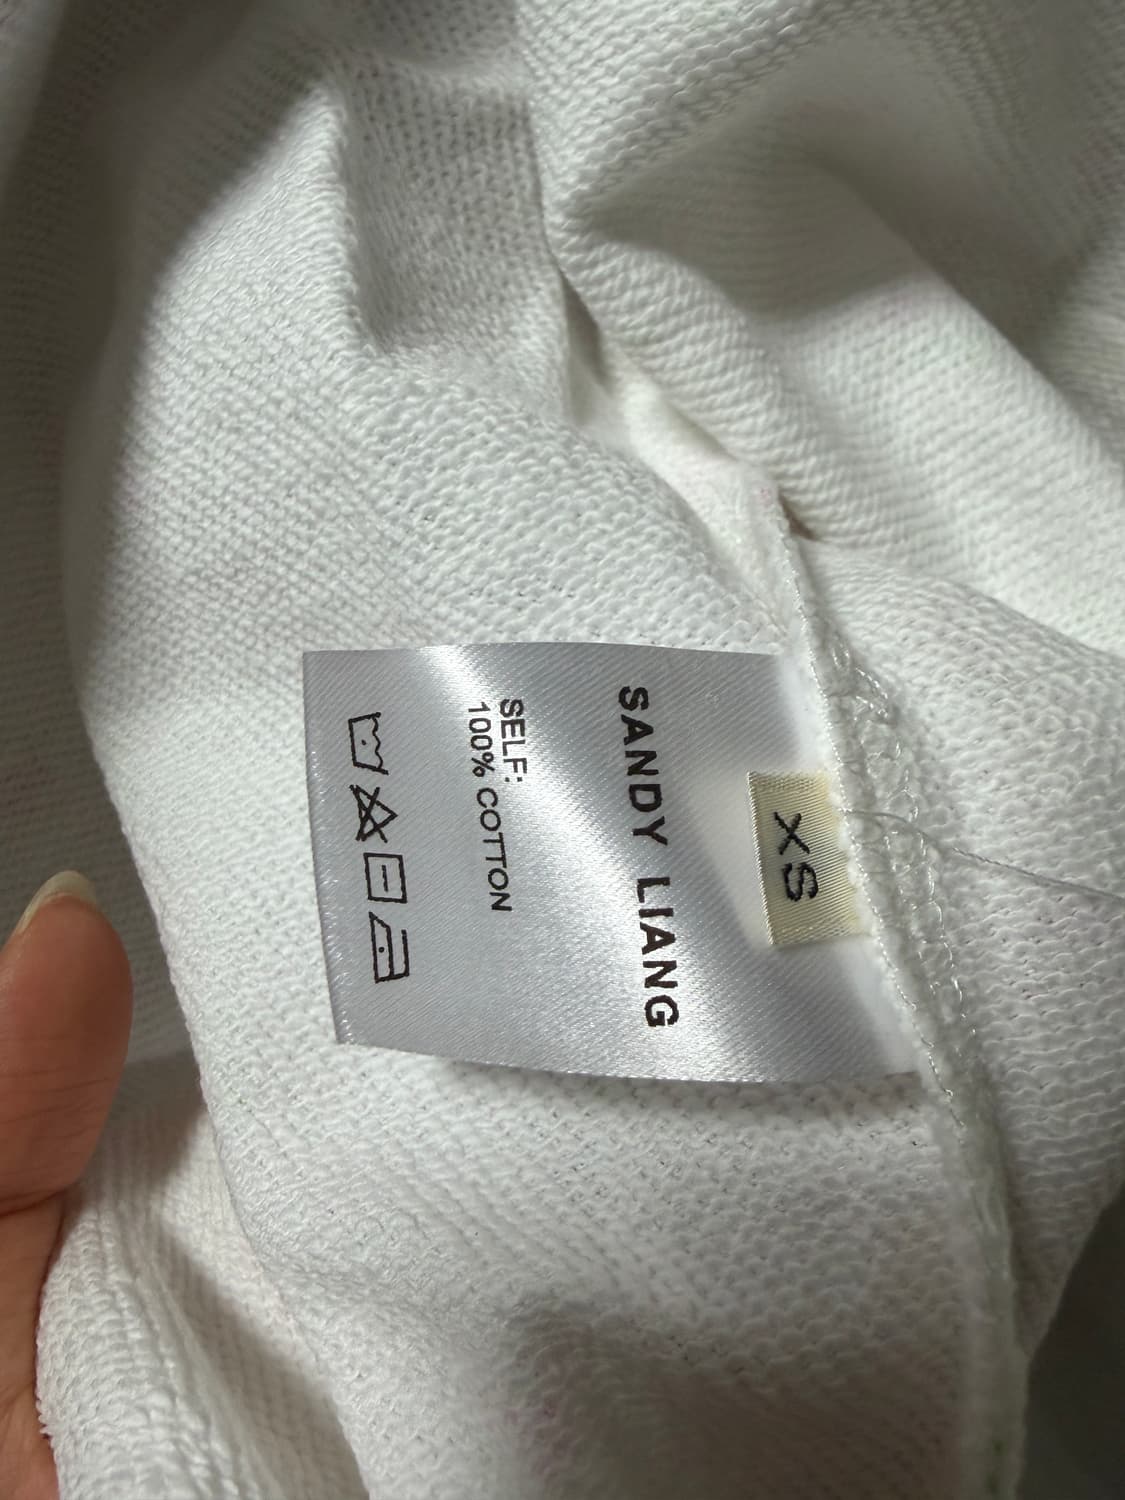 XS
SANDY LIANG
SELF:
100% COTTON